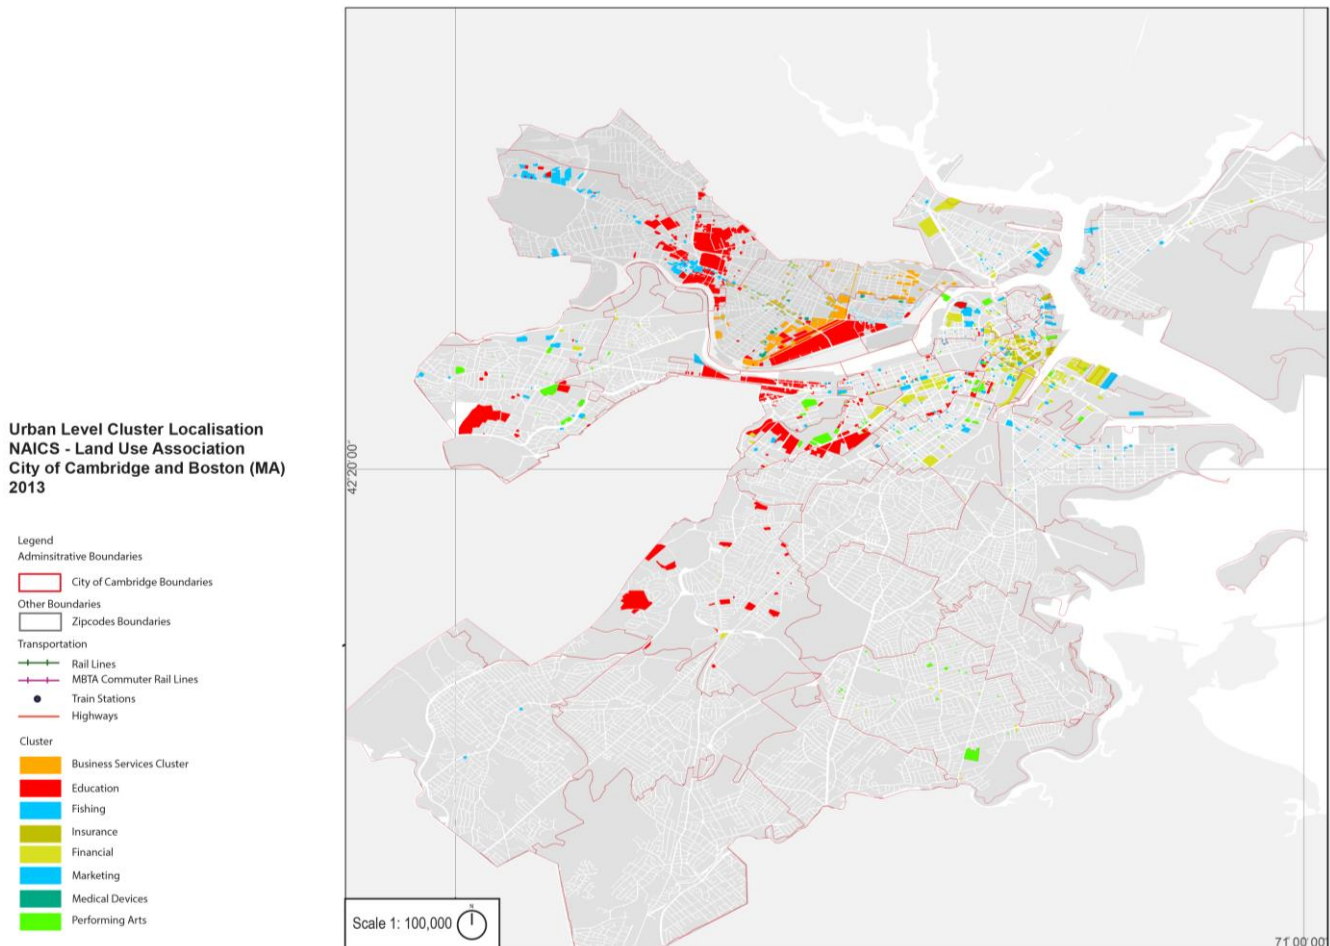 Urban Level Cluster Localisation
NAICS - Land Use Association
City of Cambridge and Boston (MA)
2013
Legend
Adminsitrative Boundaries
City of Cambridge Boundaries
Other Boundaries
Zipcodes Boundaries
Transportation
Rail Lines
MBTA Commuter Rail Lines
Train Stations
Highways
Cluster
Business Services Cluster
Education
Fishing
Insurance
Financial
Marketing
Medical Devices
Performing Arts
42°20'00"
Scale 1: 100,000
N
71°00'00"